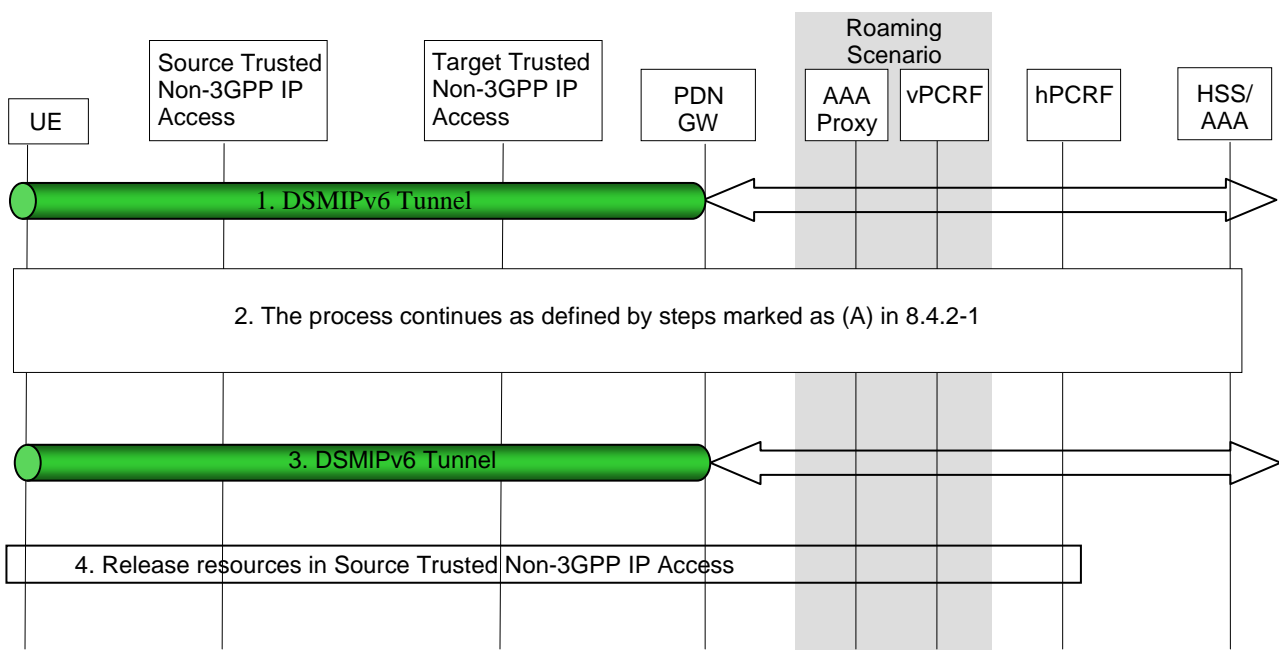 Roaming
Scenario
Source Trusted
Non-3GPP IP
Access
Target Trusted
Non-3GPP IP
Access
UE
PDN
GW
AAA
Proxy
vPCRF
hPCRF
HSS/
AAA
1. DSMIPv6 Tunnel
2. The process continues as defined by steps marked as (A) in 8.4.2-1
3. DSMIPv6 Tunnel
4. Release resources in Source Trusted Non-3GPP IP Access